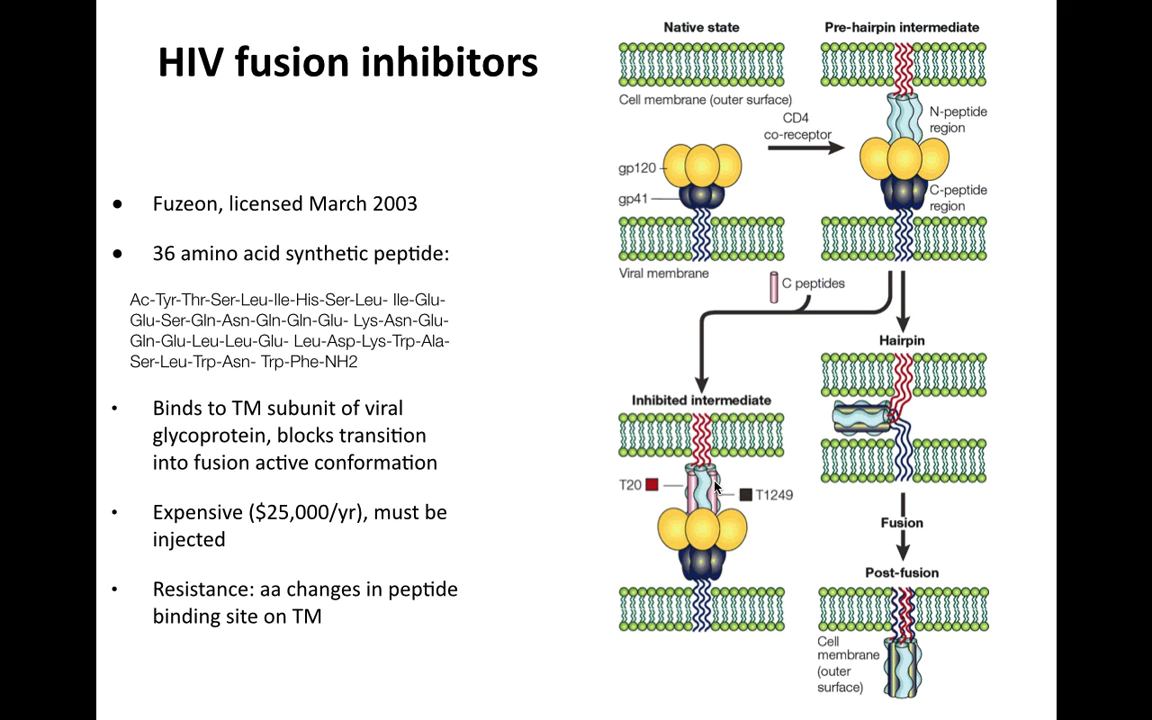 HIV fusion inhibitors
• Fuzeon, licensed March 2003
• 36 amino acid synthetic peptide:
Ac-Tyr-Thr-Ser-Leu-Ile-His-Ser-Leu- Ile-Glu-
Glu-Ser-Gln-Asn-Gln-Gln-Glu- Lys-Asn-Glu-
Gln-Glu-Leu-Leu-Glu- Leu-Asp-Lys-Trp-Ala-
Ser-Leu-Trp-Asn- Trp-Phe-NH2
• Binds to TM subunit of viral
glycoprotein, blocks transition
into fusion active conformation
• Expensive ($25,000/yr), must be
injected
• Resistance: aa changes in peptide
binding site on TM
Native state
Cell membrane (outer surface)
gp120
gp41
Viral membrane
CD4
co-receptor
Pre-hairpin intermediate
N-peptide
region
C-peptide
region
C peptides
Inhibited intermediate
T20
T1249
Hairpin
Fusion
Post-fusion
Cell
membrane
(outer
surface)